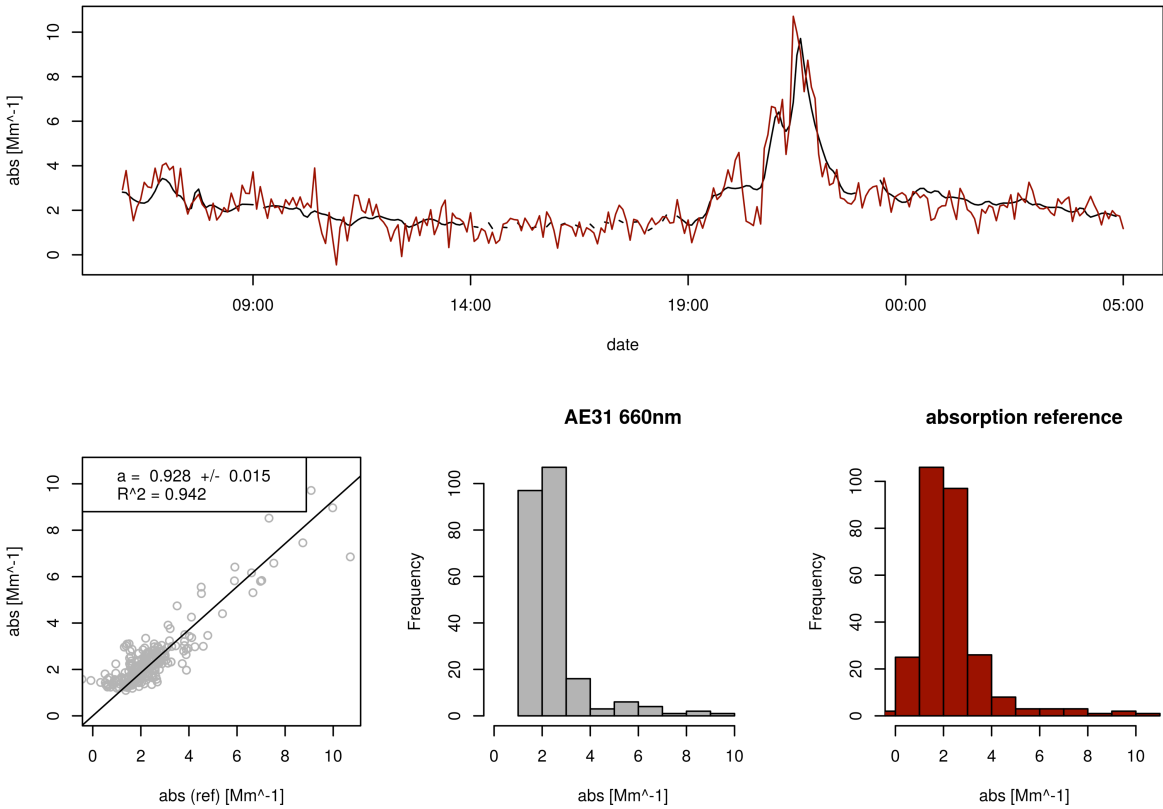 10
8
6
4
2
0
abs [Mm^-1]
09:00 14:00 19:00 00:00 05:00
date
a = 0.928 +/- 0.015
R^2 = 0.942
10
8
6
4
2
0
abs [Mm^-1]
0 2 4 6 8 10
abs (ref) [Mm^-1]
AE31 660nm
100
80
60
40
20
0
Frequency
0 2 4 6 8 10
abs [Mm^-1]
absorption reference
100
80
60
40
20
0
Frequency
0 2 4 6 8 10
abs [Mm^-1]